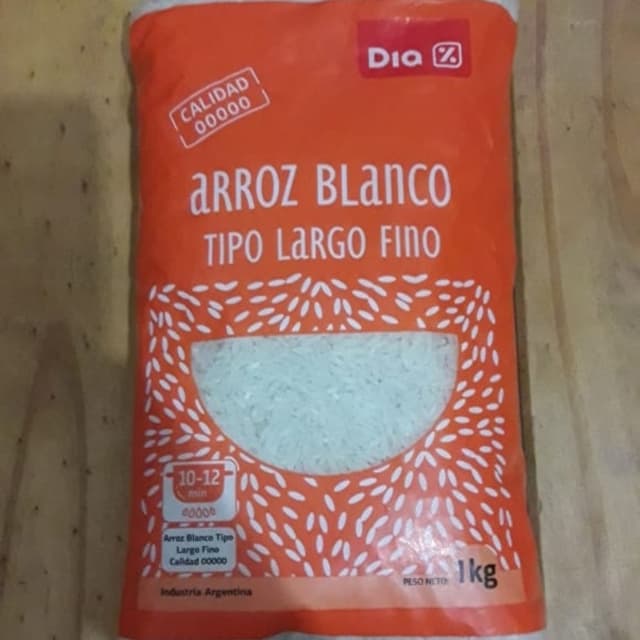 Dia %
CALIDAD
00000
ARROZ BLANCO
TIPO LARGO FINO
10-12
min
Arroz Blanco Tipo
Largo Fino
Calidad 00000
PESO NETO: 1kg
Industria Argentina